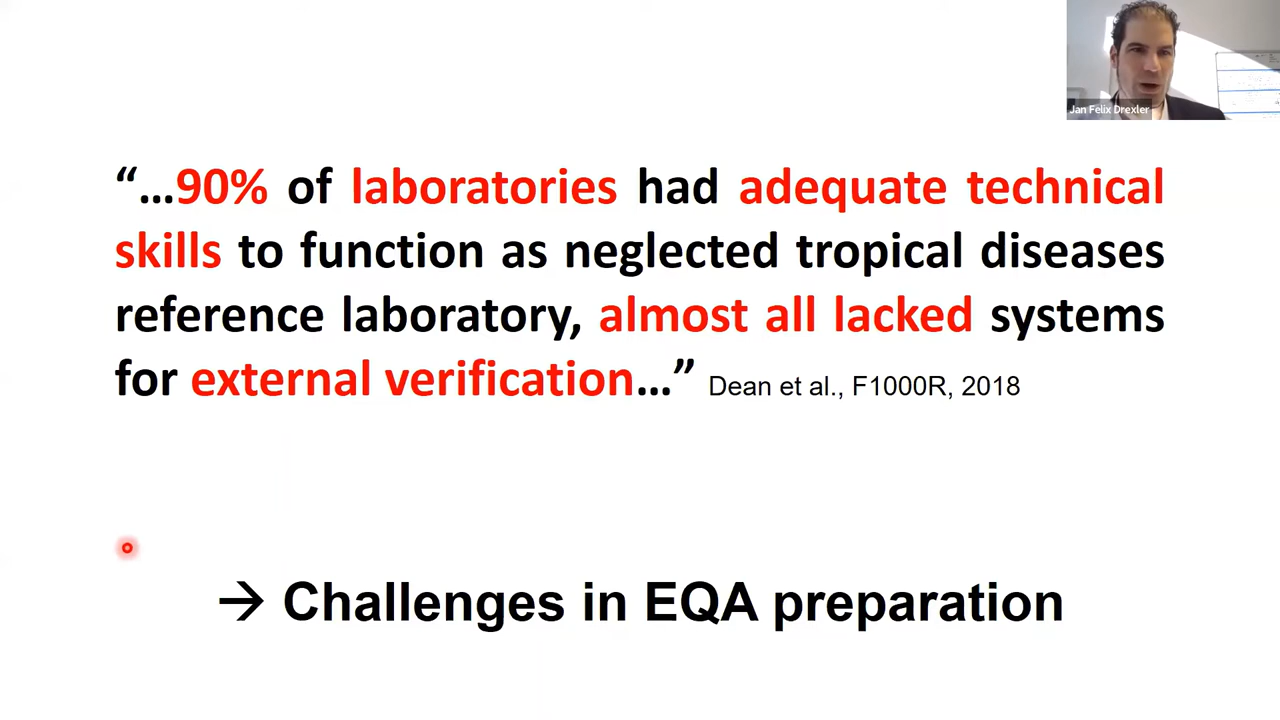 Jan Felix Drexler
“…90% of laboratories had adequate technical
skills to function as neglected tropical diseases
reference laboratory, almost all lacked systems
for external verification…” Dean et al., F1000R, 2018
→ Challenges in EQA preparation